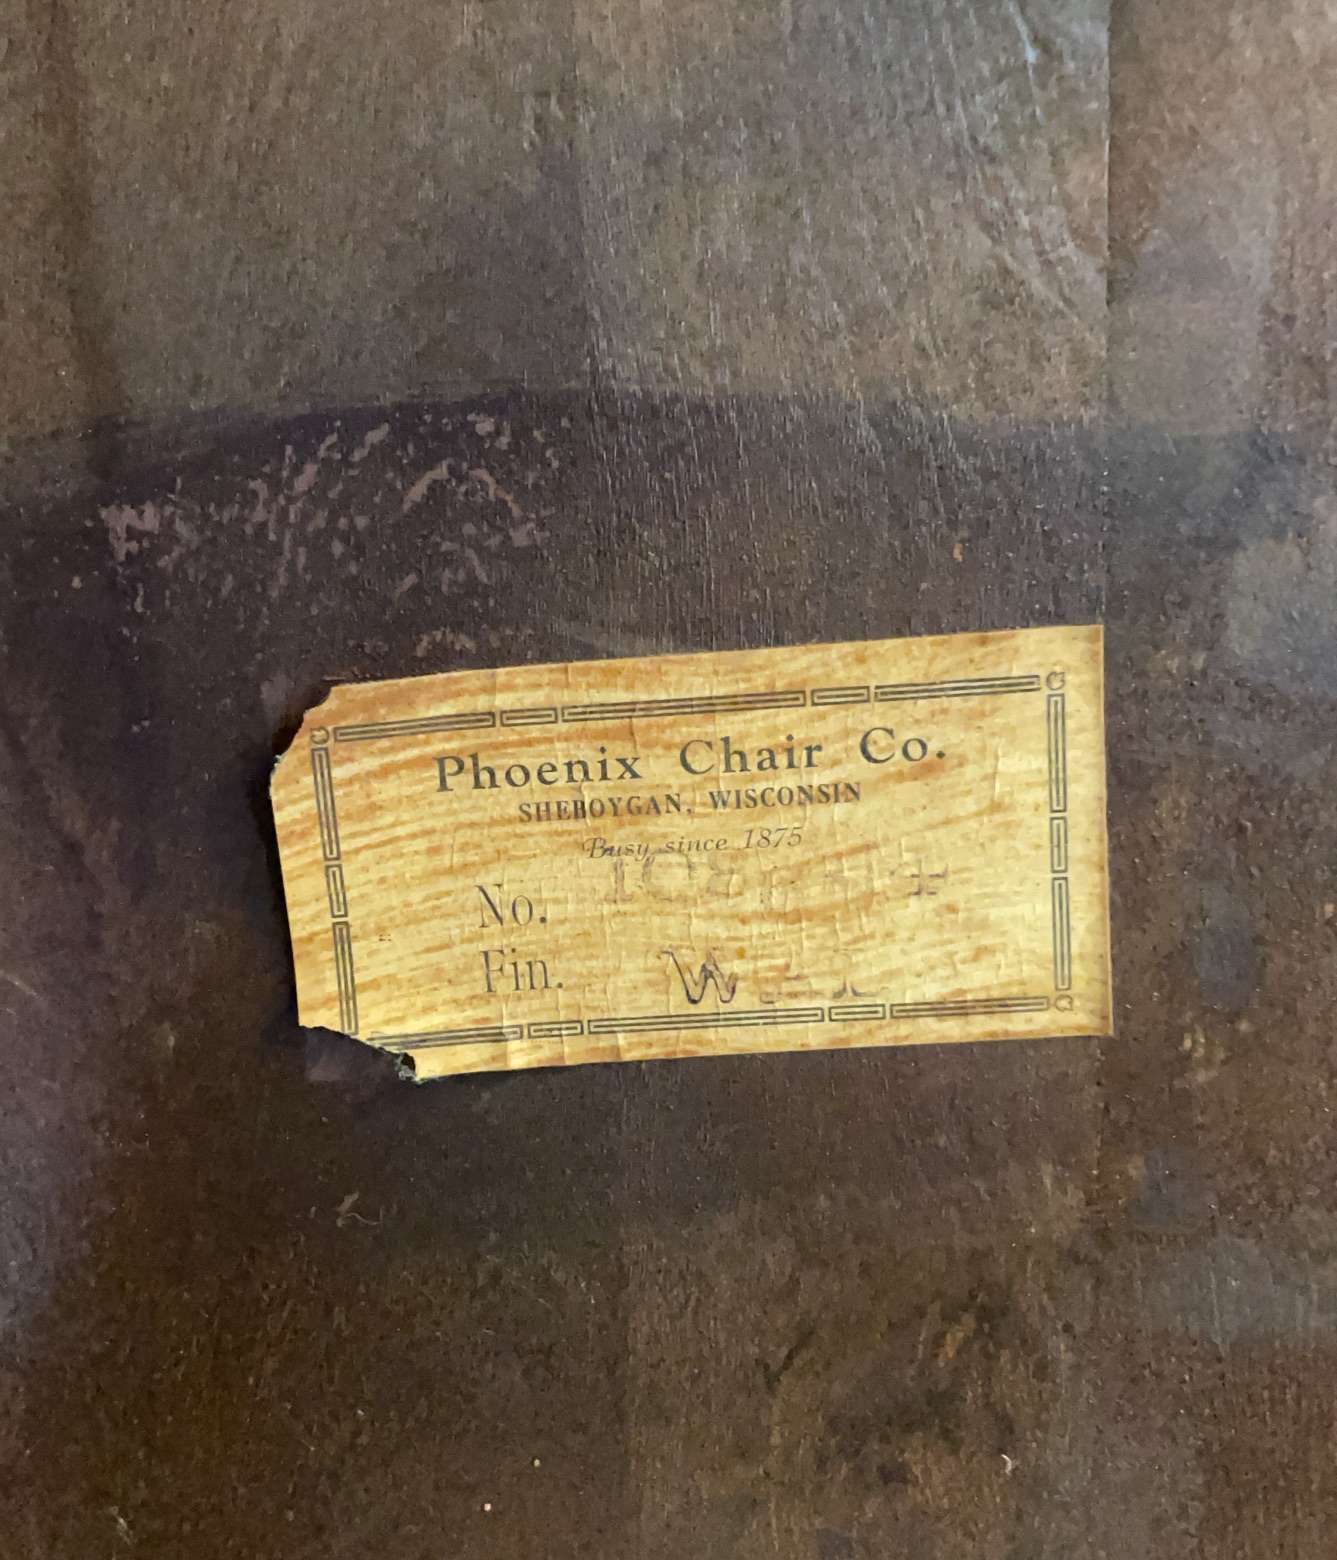 Phoenix Chair Co.
SHEBOYGAN, WISCONSIN
Busy since 1875
No.
Fin.